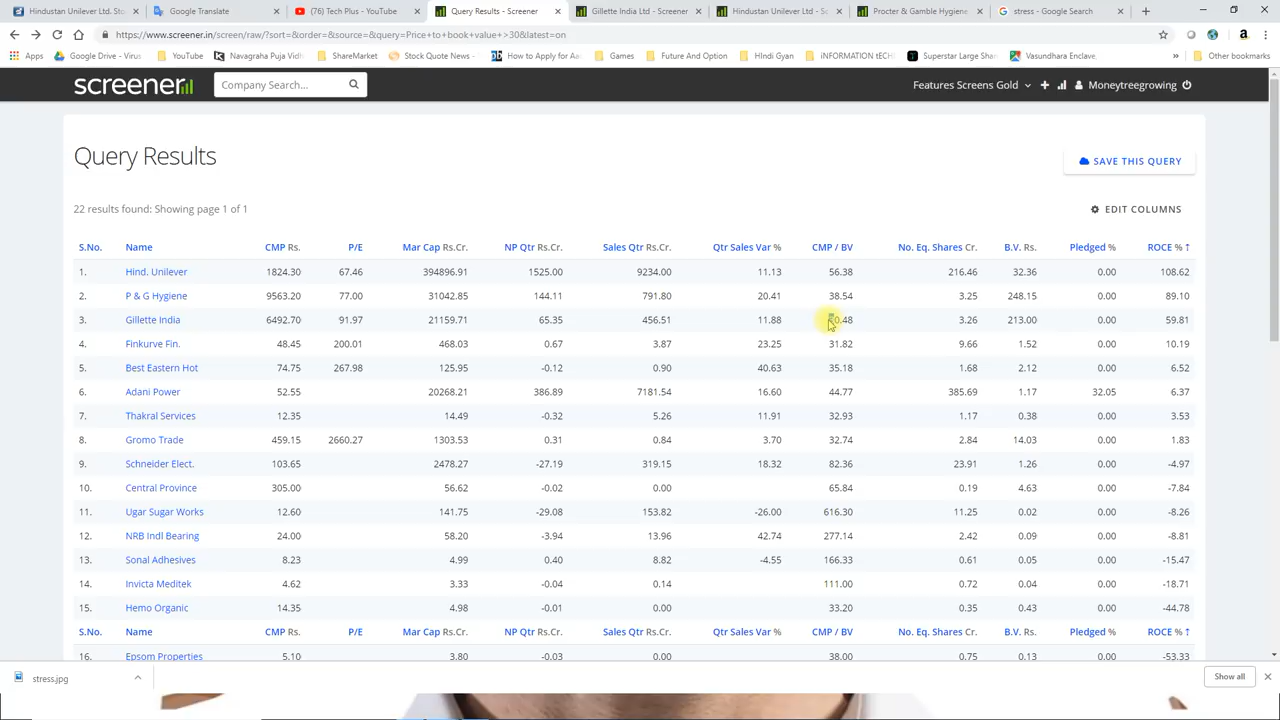 Hindustan Unilever Ltd. Sto
Google Translate
(76) Tech Plus - YouTube
Query Results - Screener
Gillette India Ltd - Screener
Hindustan Unilever Ltd - Sc
Procter & Gamble Hygiene
stress - Google Search
https://www.screener.in/screen/raw/?sort=&order=&source=&query=Price+to+book+value+>30&latest=on
Apps
Google Drive - Virus
YouTube
Navagraha Puja Vidh
ShareMarket
Stock Quote News -
How to Apply for Aa
Games
Future And Option
HIndi Gyan
iNFORMATION tECH
Superstar Large Shar
Vasundhara Enclave,
»
Other bookmarks
screener
Company Search...
Features Screens Gold
Moneytreegrowing
Query Results
SAVE THIS QUERY
22 results found: Showing page 1 of 1
EDIT COLUMNS
S.No. Name CMP Rs. P/E Mar Cap Rs.Cr. NP Qtr Rs.Cr. Sales Qtr Rs.Cr. Qtr Sales Var % CMP / BV No. Eq. Shares Cr. B.V. Rs. Pledged % ROCE % ↑
1. Hind. Unilever 1824.30 67.46 394896.91 1525.00 9234.00 11.13 56.38 216.46 32.36 0.00 108.62
2. P & G Hygiene 9563.20 77.00 31042.85 144.11 791.80 20.41 38.54 3.25 248.15 0.00 89.10
3. Gillette India 6492.70 91.97 21159.71 65.35 456.51 11.88 3.26 213.00 0.00 59.81
4. Finkurve Fin. 48.45 200.01 468.03 0.67 3.87 23.25 31.82 9.66 1.52 0.00 10.19
5. Best Eastern Hot 74.75 267.98 125.95 -0.12 0.90 40.63 35.18 1.68 2.12 0.00 6.52
6. Adani Power 52.55 20268.21 386.89 7181.54 16.60 44.77 385.69 1.17 32.05 6.37
7. Thakral Services 12.35 14.49 -0.32 5.26 11.91 32.93 1.17 0.38 0.00 3.53
8. Gromo Trade 459.15 2660.27 1303.53 0.31 0.84 3.70 32.74 2.84 14.03 0.00 1.83
9. Schneider Elect. 103.65 2478.27 -27.19 319.15 18.32 82.36 23.91 1.26 0.00 -4.97
10. Central Province 305.00 56.62 -0.02 0.00 65.84 0.19 4.63 0.00 -7.84
11. Ugar Sugar Works 12.60 141.75 -29.08 153.82 -26.00 616.30 11.25 0.02 0.00 -8.26
12. NRB Indl Bearing 24.00 58.20 -3.94 13.96 42.74 277.14 2.42 0.09 0.00 -8.81
13. Sonal Adhesives 8.23 4.99 0.40 8.82 -4.55 166.33 0.61 0.05 0.00 -15.47
14. Invicta Meditek 4.62 3.33 -0.04 0.14 111.00 0.72 0.04 0.00 -18.71
15. Hemo Organic 14.35 4.98 -0.01 0.00 33.20 0.35 0.43 0.00 -44.78
S.No. Name CMP Rs. P/E Mar Cap Rs.Cr. NP Qtr Rs.Cr. Sales Qtr Rs.Cr. Qtr Sales Var % CMP / BV No. Eq. Shares Cr. B.V. Rs. Pledged % ROCE % ↑
16. Epsom Properties 5.10 3.80 -0.03 0.00 38.00 0.75 0.13 0.00 -53.33
stress.jpg
Show all